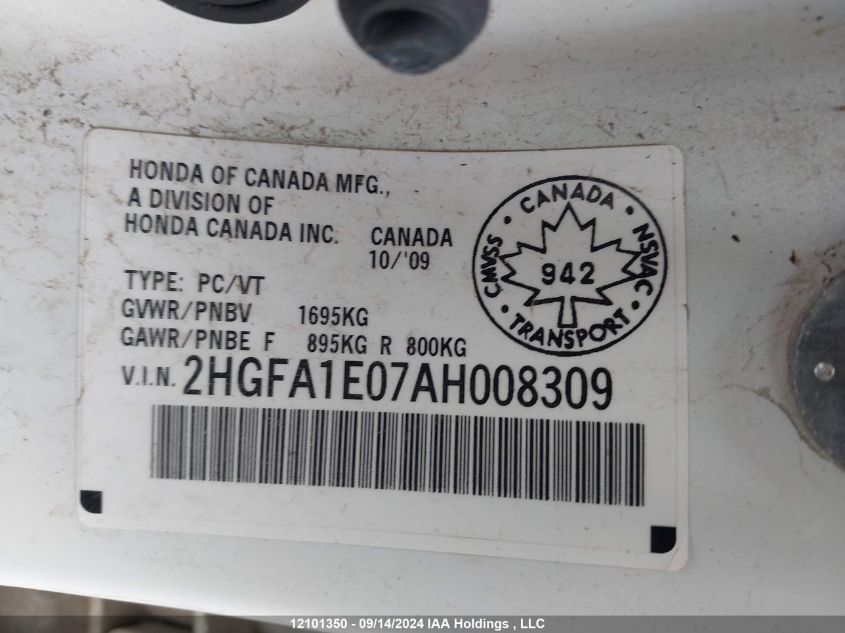 HONDA OF CANADA MFG.,
A DIVISION OF
HONDA CANADA INC. CANADA
10/'09
TYPE: PC/VT
GVWR/PNBV 1695KG
GAWR/PNBE F 895KG R 800KG
V.I.N. 2HGFA1E07AH008309
CMVSS · CANADA · NSVAC · TRANSPORT ·
942
12101350 - 09/14/2024 IAA Holdings , LLC